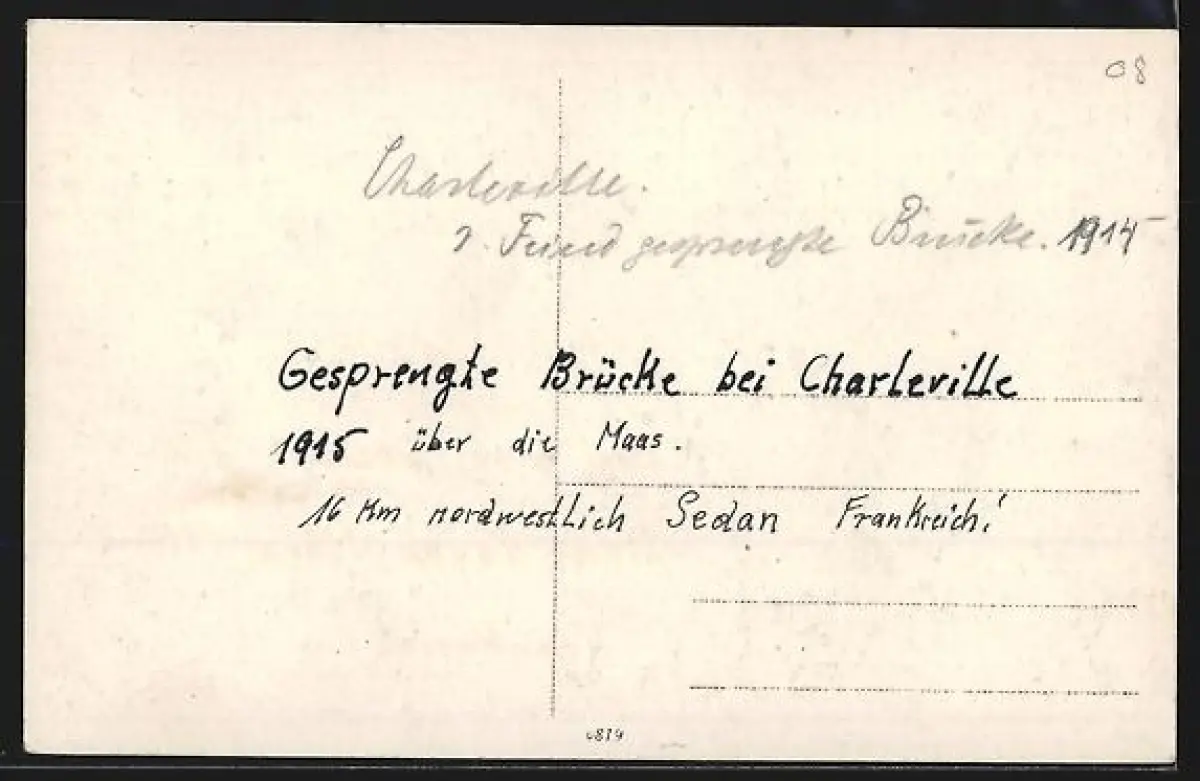 08
Charleville.
v. Feind gesprengte Brücke. 1914
Gesprengte Brücke bei Charleville
1915 über die Maas.
16 Km nordwestlich Sedan Frankreich!